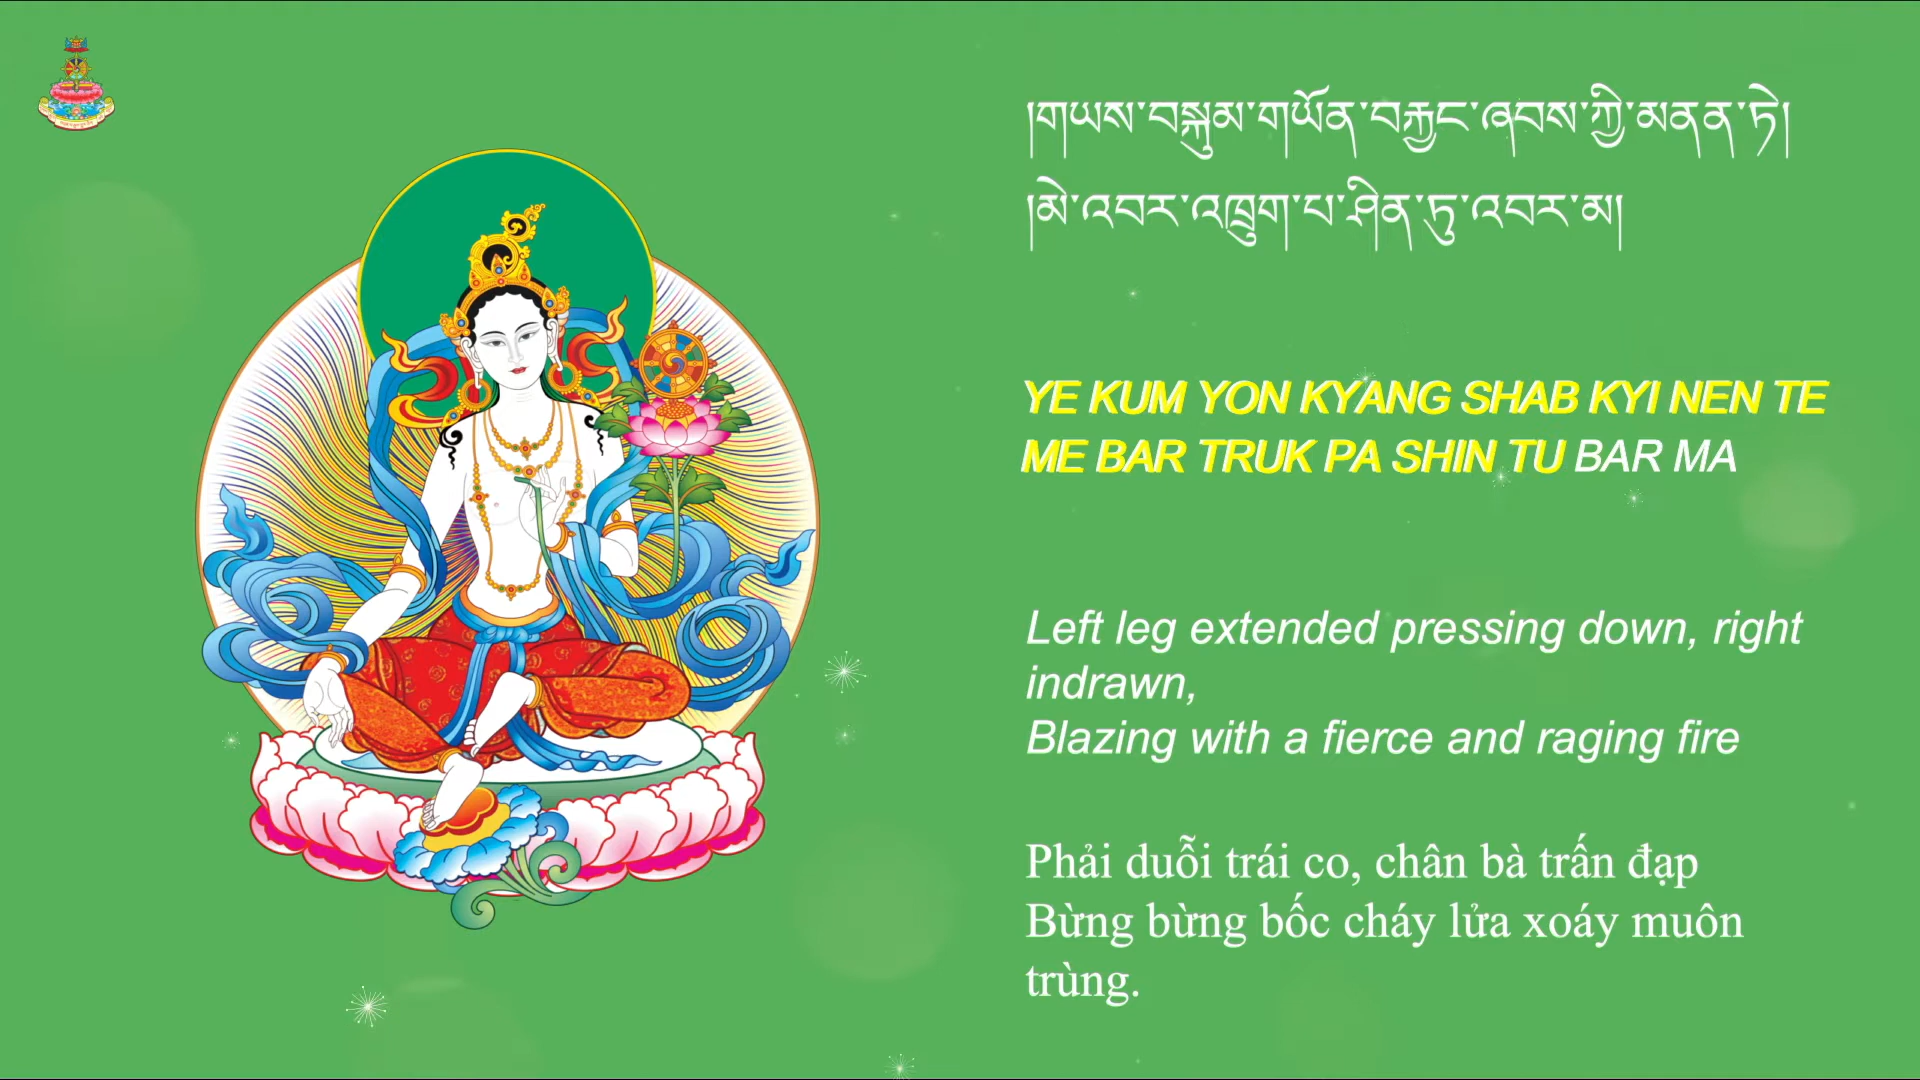 །གཡས་བསྐུམ་གཡོན་བརྐྱང་ཞབས་ཀྱི་མནན་ཏེ།
།མེ་འབར་འཁྲུག་པ་ཤིན་ཏུ་འབར་མ།
YE KUM YON KYANG SHAB KYI NEN TE
ME BAR TRUK PA SHIN TU BAR MA
Left leg extended pressing down, right
indrawn,
Blazing with a fierce and raging fire
Phải duỗi trái co, chân bà trấn đạp
Bừng bừng bốc cháy lửa xoáy muôn
trùng.